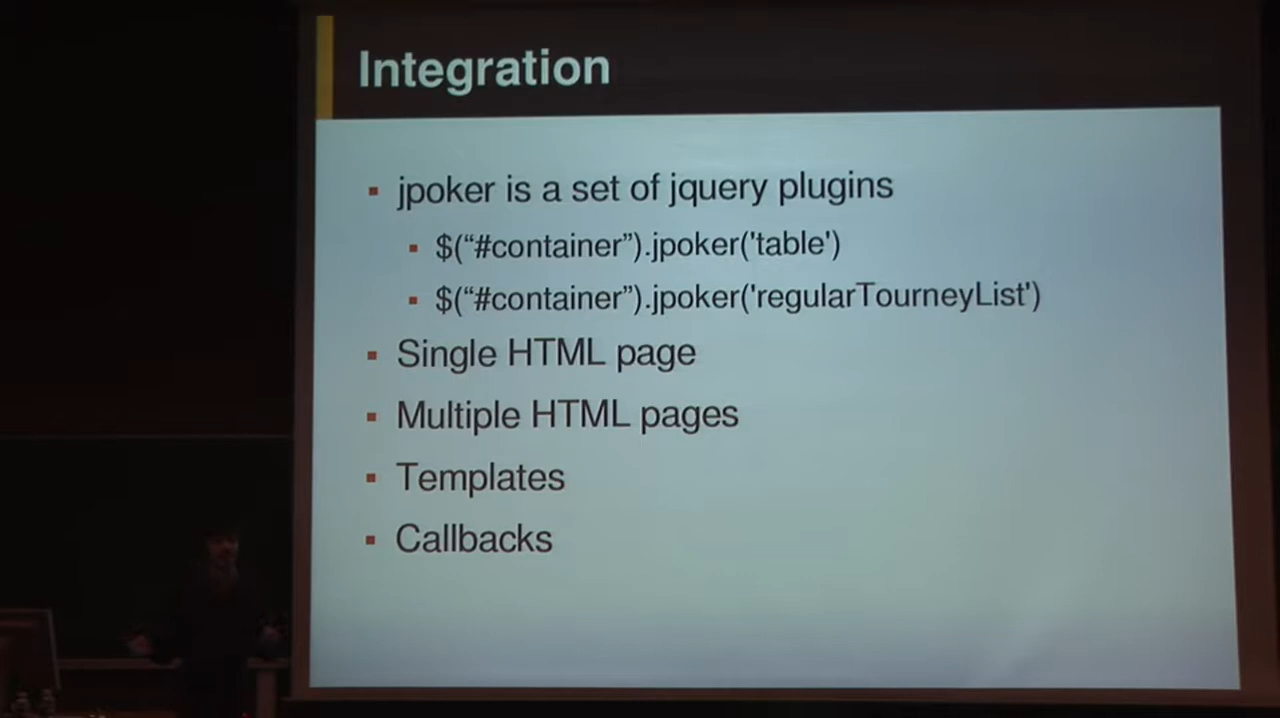 Integration
jpoker is a set of jquery plugins
$(“#container”).jpoker('table')
$(“#container”).jpoker('regularTourneyList')
Single HTML page
Multiple HTML pages
Templates
Callbacks